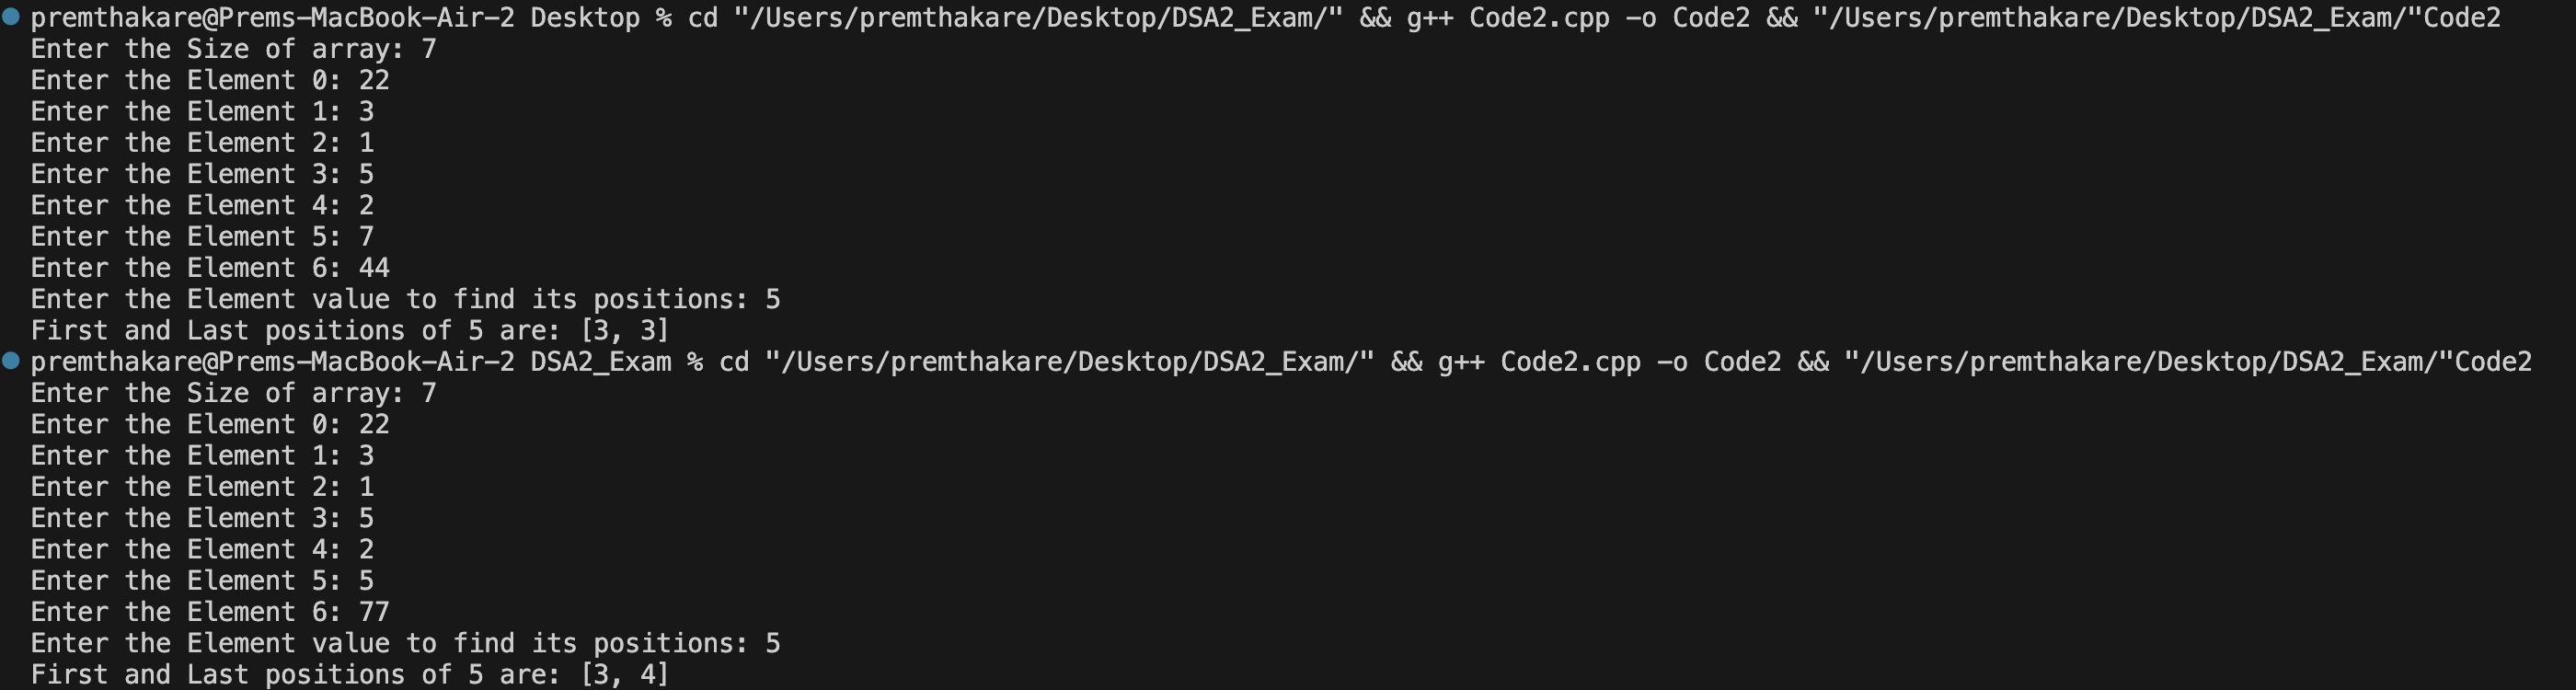 premthakare@Prems-MacBook-Air-2 Desktop % cd "/Users/premthakare/Desktop/DSA2_Exam/" && g++ Code2.cpp -o Code2 && "/Users/premthakare/Desktop/DSA2_Exam/"Code2
Enter the Size of array: 7
Enter the Element 0: 22
Enter the Element 1: 3
Enter the Element 2: 1
Enter the Element 3: 5
Enter the Element 4: 2
Enter the Element 5: 7
Enter the Element 6: 44
Enter the Element value to find its positions: 5
First and Last positions of 5 are: [3, 3]
premthakare@Prems-MacBook-Air-2 DSA2_Exam % cd "/Users/premthakare/Desktop/DSA2_Exam/" && g++ Code2.cpp -o Code2 && "/Users/premthakare/Desktop/DSA2_Exam/"Code2
Enter the Size of array: 7
Enter the Element 0: 22
Enter the Element 1: 3
Enter the Element 2: 1
Enter the Element 3: 5
Enter the Element 4: 2
Enter the Element 5: 5
Enter the Element 6: 77
Enter the Element value to find its positions: 5
First and Last positions of 5 are: [3, 4]